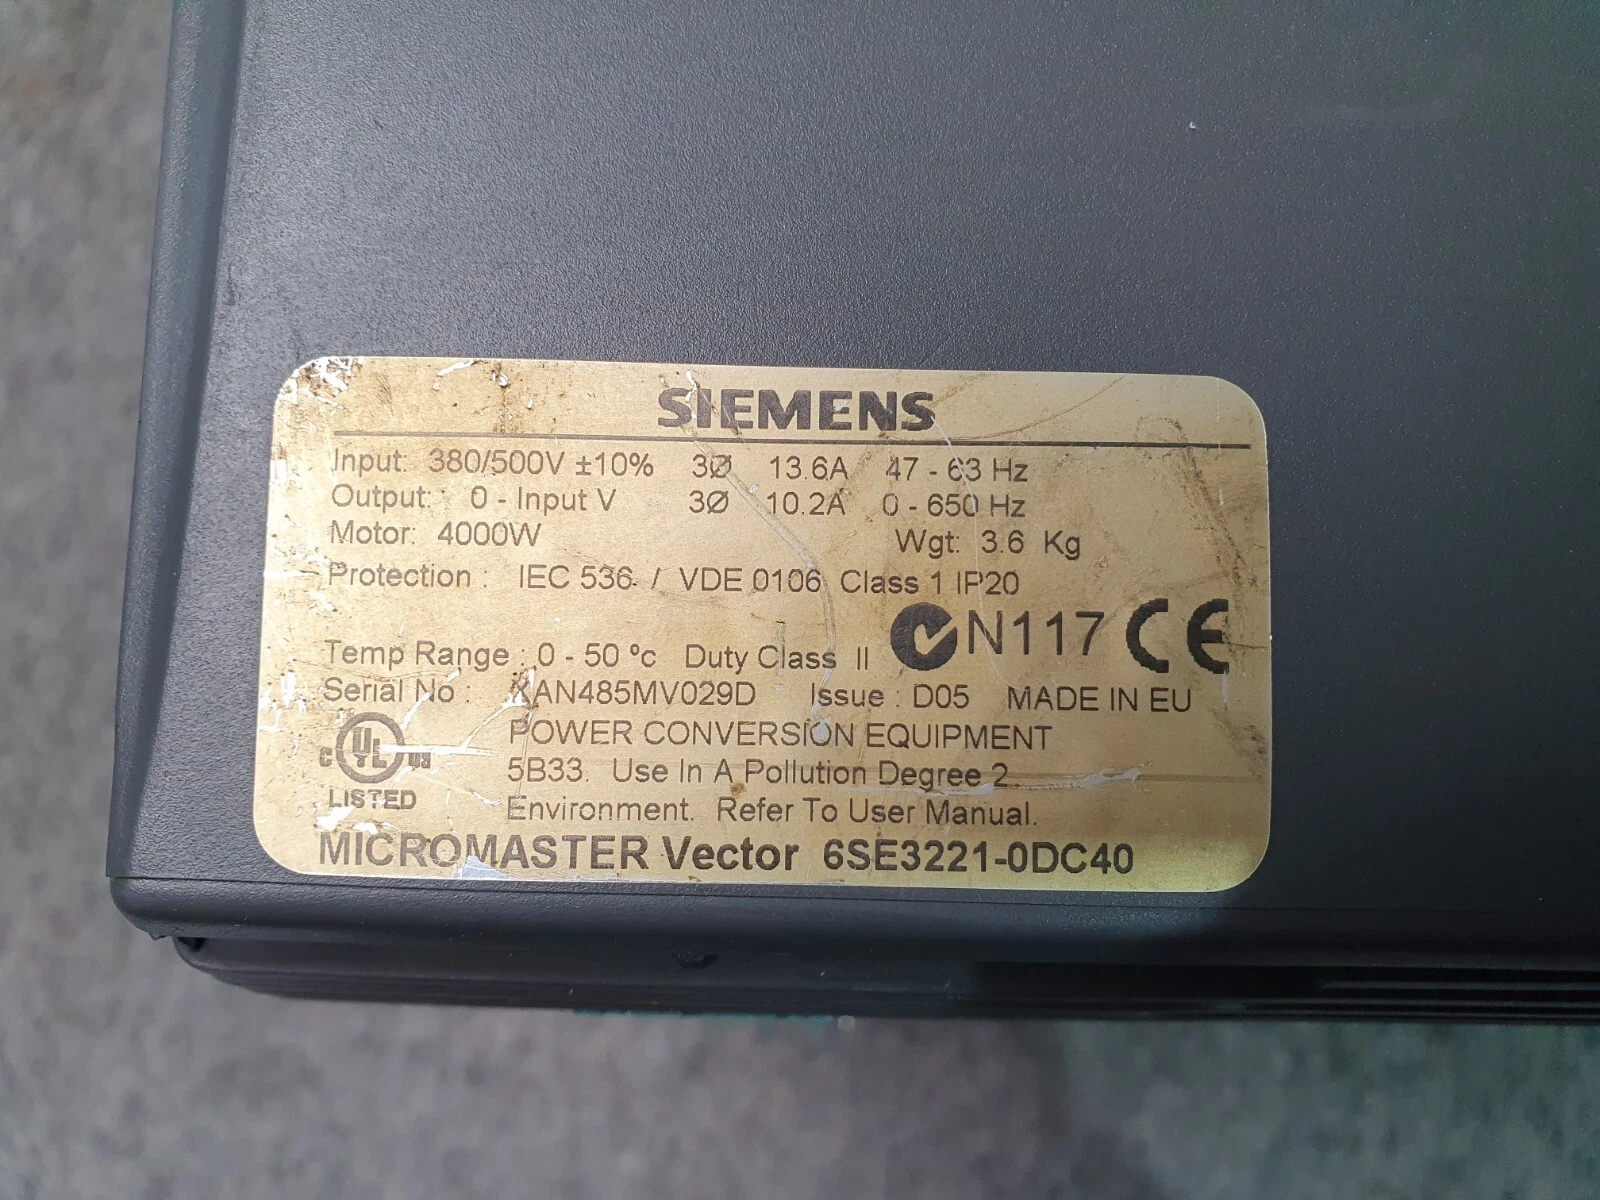 SIEMENS
Input: 380/500V ±10% 3Ø 13.6A 47 - 63 Hz
Output: 0 - Input V 3Ø 10.2A 0 - 650 Hz
Motor: 4000W Wgt: 3.6 Kg
Protection : IEC 536 / VDE 0106 Class 1 IP20
N117 CE
Temp Range : 0 - 50 ºc Duty Class II
Serial No : XAN485MV029D Issue : D05 MADE IN EU
POWER CONVERSION EQUIPMENT
c UL us
5B33. Use In A Pollution Degree 2
LISTED
Environment. Refer To User Manual.
MICROMASTER Vector 6SE3221-0DC40